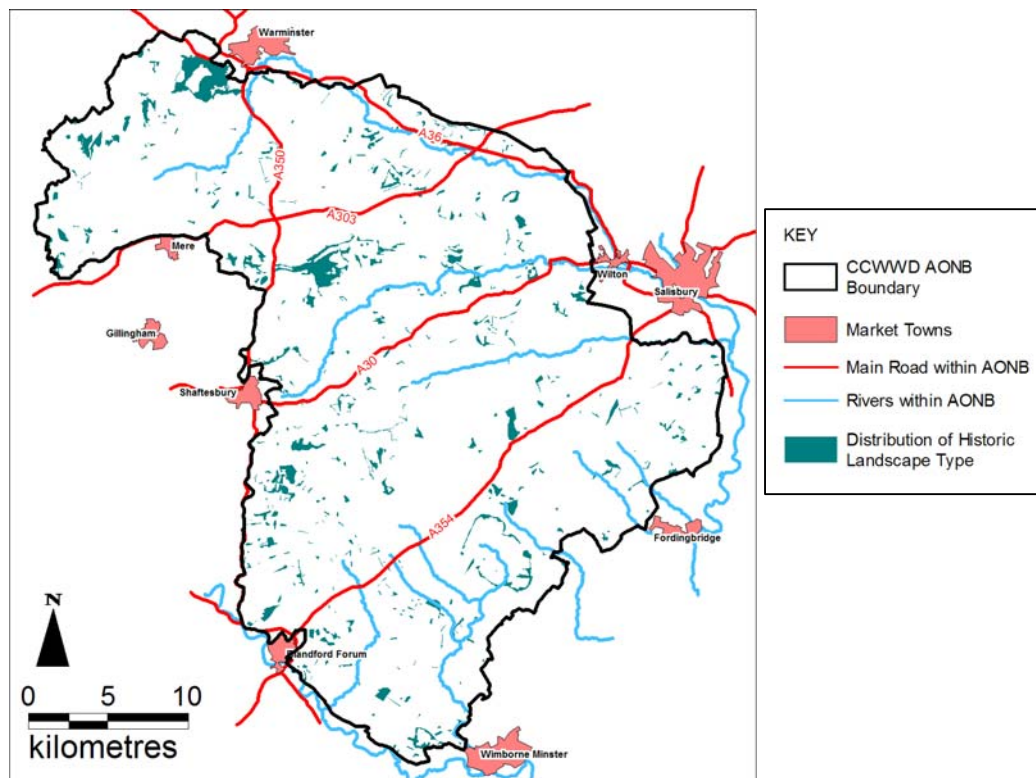 Warminster
A36
A350
A303
Mere
Wilton
Salisbury
Gillingham
A30
Shaftesbury
A354
Fordingbridge
N
Blandford Forum
0 5 10
kilometres
Wimborne Minster
KEY
CCWWD AONB
Boundary
Market Towns
Main Road within AONB
Rivers within AONB
Distribution of Historic
Landscape Type